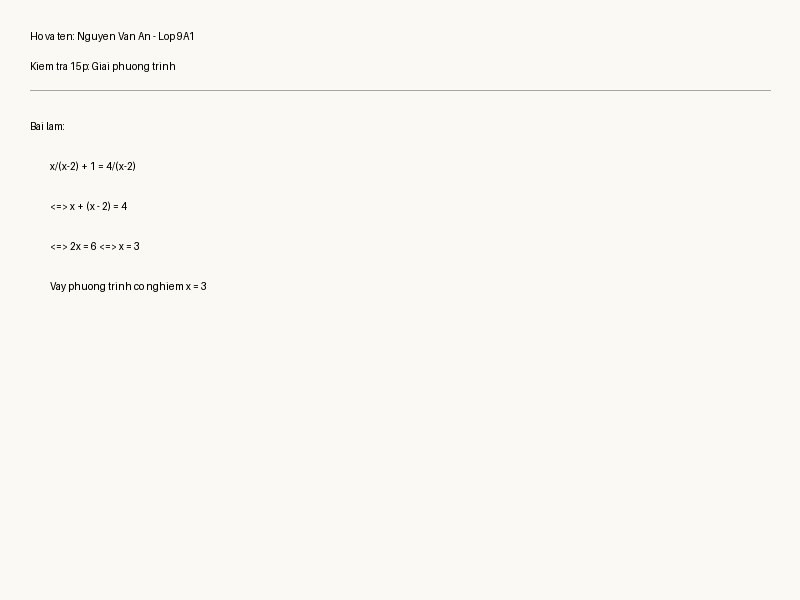 Ho va ten: Nguyen Van An - Lop 9A1
Kiem tra 15p: Giai phuong trinh
Bai lam:
x/(x-2) + 1 = 4/(x-2)
<=> x + (x - 2) = 4
<=> 2x = 6 <=> x = 3
Vay phuong trinh co nghiem x = 3